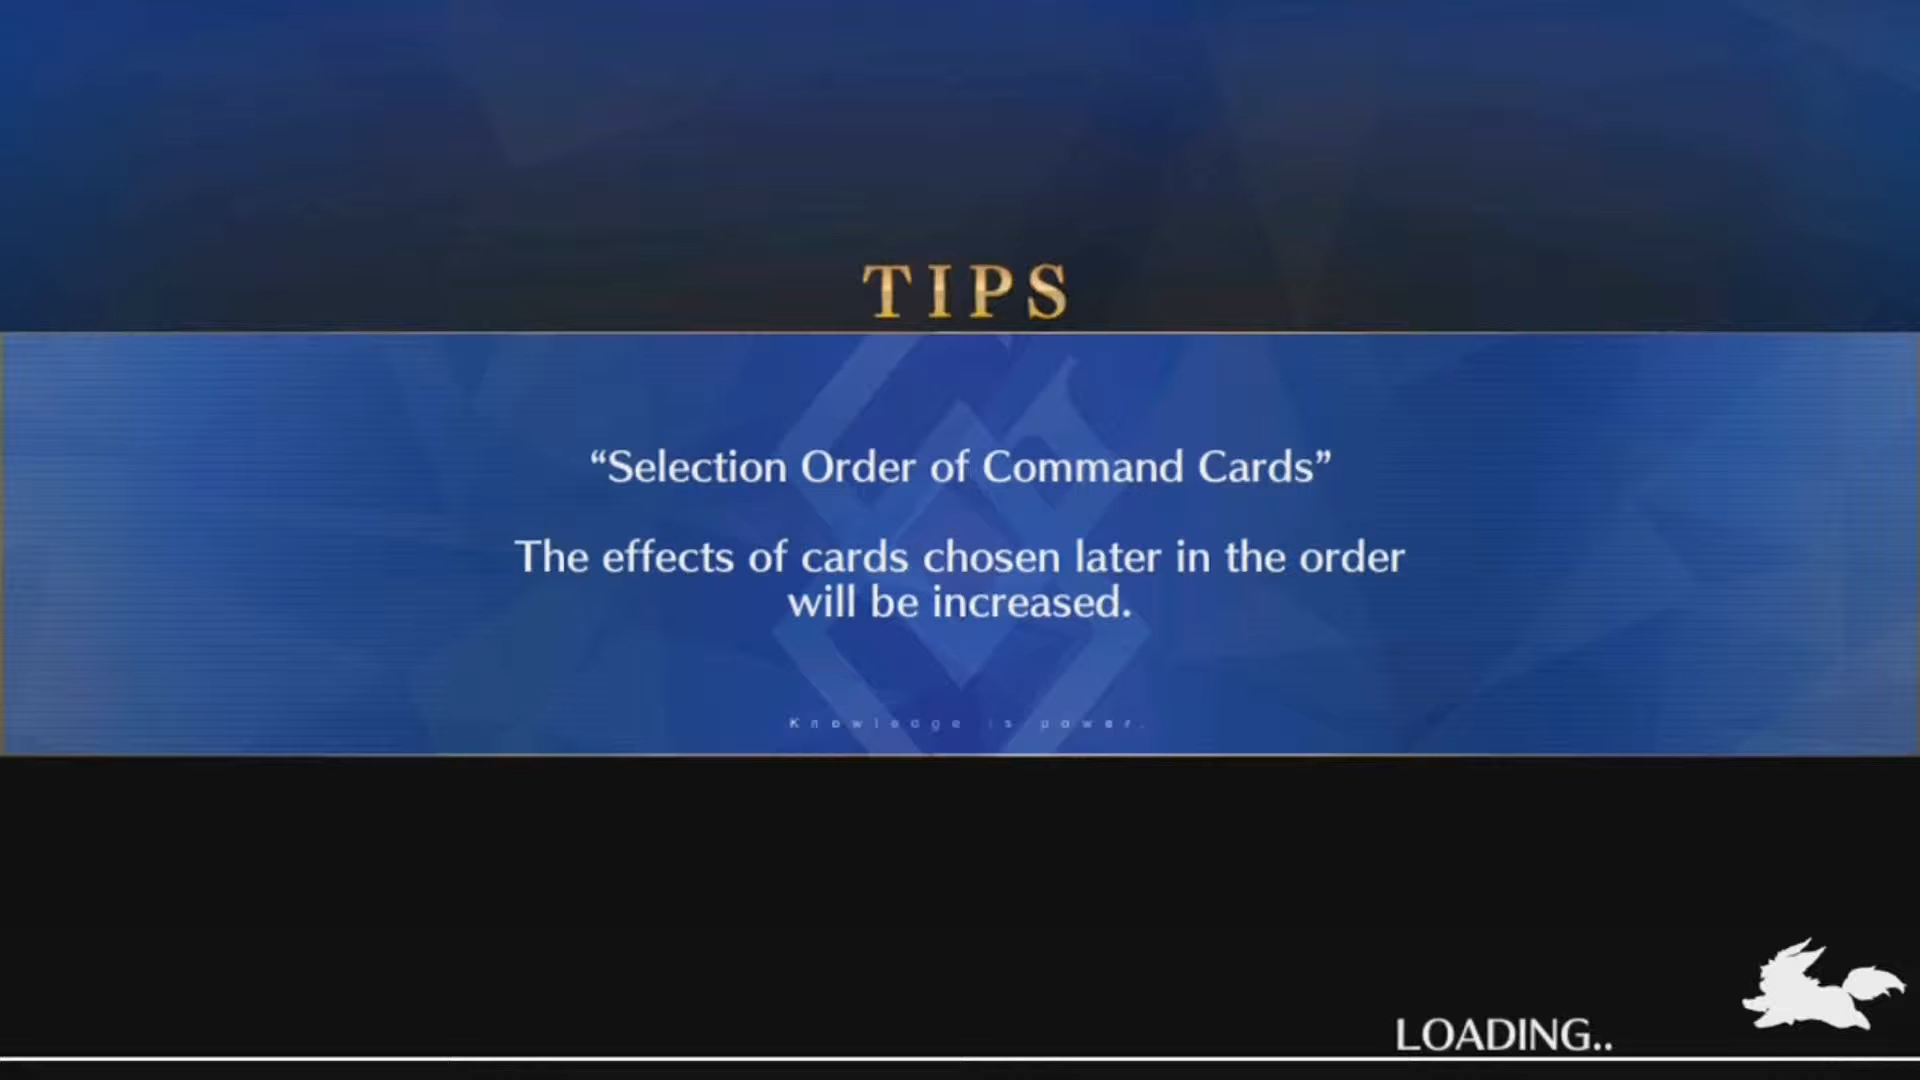 TIPS
“Selection Order of Command Cards”
The effects of cards chosen later in the order
will be increased.
Knowledge is power.
LOADING..